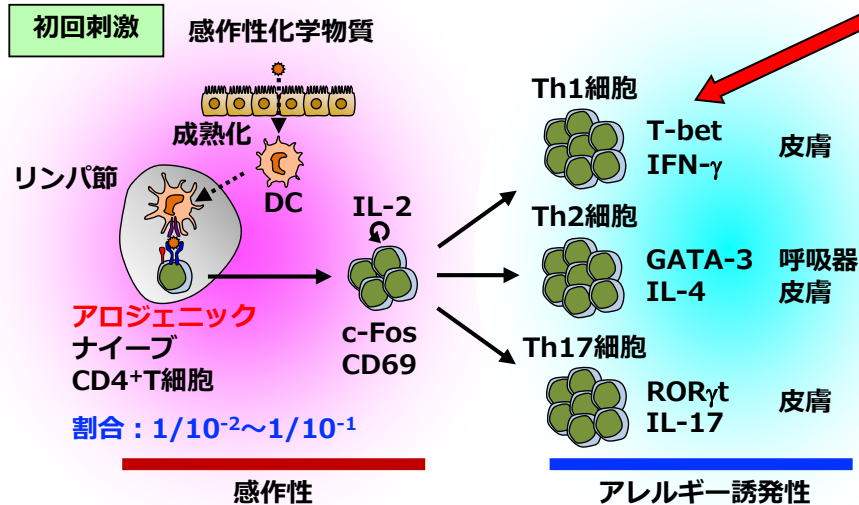 初回刺激
感作性化学物質
成熟化
リンパ節
DC
IL-2
アロジェニック
ナイーブ
CD4⁺T細胞
c-Fos
CD69
割合：1/10⁻²～1/10⁻¹
感作性
Th1細胞
T-bet 皮膚
IFN-γ
Th2細胞
GATA-3 呼吸器
IL-4 皮膚
Th17細胞
RORγt 皮膚
IL-17
アレルギー誘発性